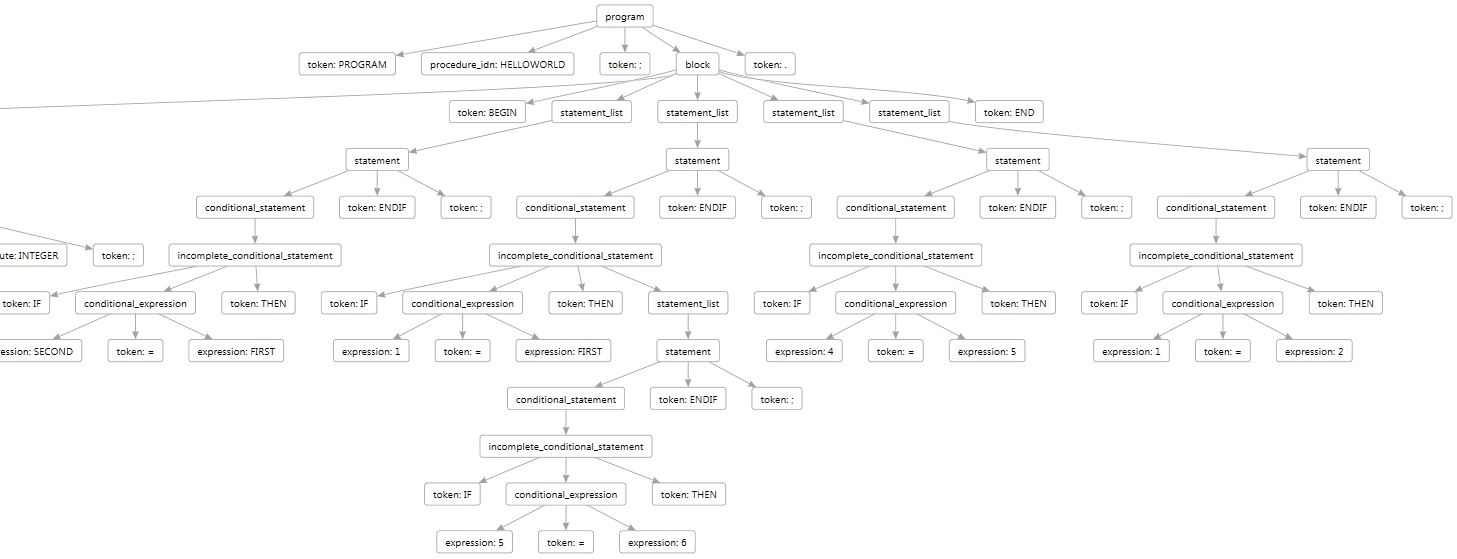 program
token: PROGRAM procedure_idn: HELLOWORLD token: ; block token: .
token: BEGIN statement_list statement_list statement_list statement_list token: END
statement statement statement statement
conditional_statement token: ENDIF token: ; conditional_statement token: ENDIF token: ; conditional_statement token: ENDIF token: ; conditional_statement token: ENDIF token: ;
ute: INTEGER token: ; incomplete_conditional_statement incomplete_conditional_statement incomplete_conditional_statement incomplete_conditional_statement
token: IF conditional_expression token: THEN token: IF conditional_expression token: THEN statement_list token: IF conditional_expression token: THEN token: IF conditional_expression token: THEN
ession: SECOND token: = expression: FIRST expression: 1 token: = expression: FIRST statement expression: 4 token: = expression: 5 expression: 1 token: = expression: 2
conditional_statement token: ENDIF token: ;
incomplete_conditional_statement
token: IF conditional_expression token: THEN
expression: 5 token: = expression: 6